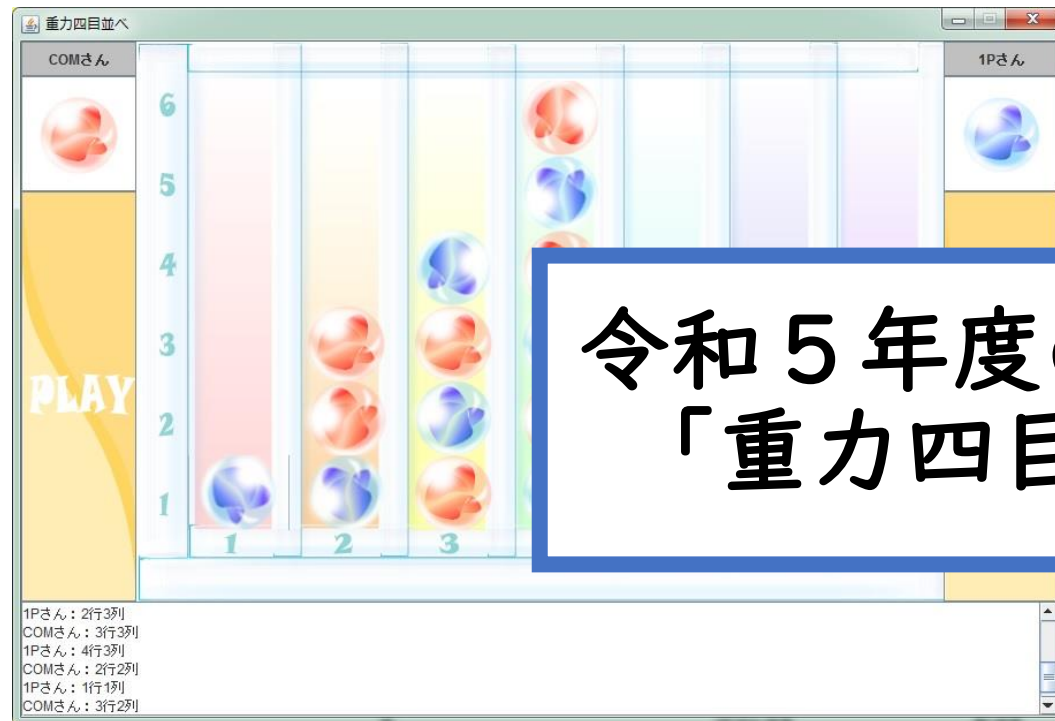 重力四目並べ
COMさん
1Pさん
6
5
4
3
2
1
PLAY
1
2
3
令和５年度
「重力四目
1Pさん：2行3列
COMさん：3行3列
1Pさん：4行3列
COMさん：2行2列
1Pさん：1行1列
COMさん：3行2列